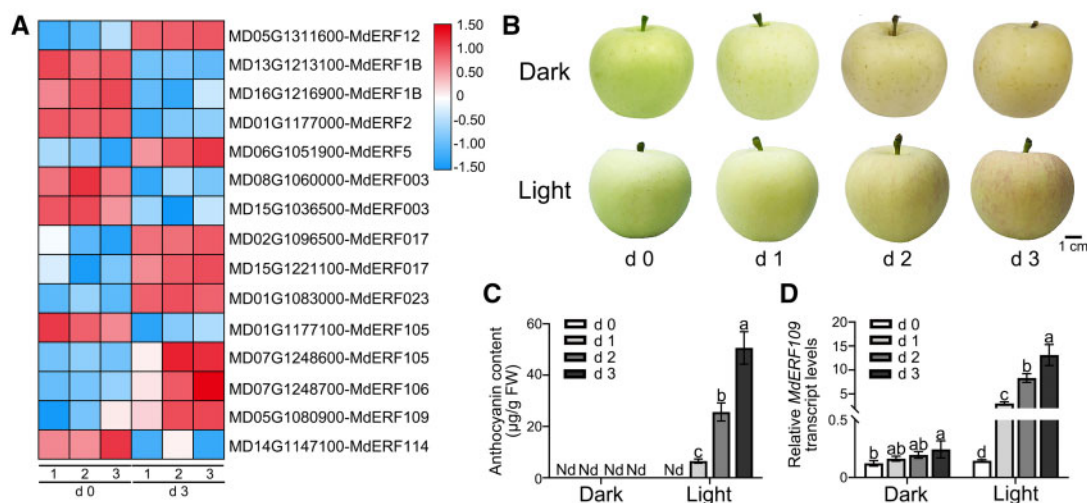 A
MD05G1311600-MdERF12
MD13G1213100-MdERF1B
MD16G1216900-MdERF1B
MD01G1177000-MdERF2
MD06G1051900-MdERF5
MD08G1060000-MdERF003
MD15G1036500-MdERF003
MD02G1096500-MdERF017
MD15G1221100-MdERF017
MD01G1083000-MdERF023
MD01G1177100-MdERF105
MD07G1248600-MdERF105
MD07G1248700-MdERF106
MD05G1080900-MdERF109
MD14G1147100-MdERF114
1 2 3 1 2 3
d 0 d 3
1.50
1.00
0.50
0
-0.50
-1.00
-1.50
B
Dark
Light
d 0 d 1 d 2 d 3
1 cm
C
Anthocyanin content
(µg/g FW)
60
40
20
0
d 0
d 1
d 2
d 3
Nd Nd Nd Nd Nd c b a
Dark Light
D
Relative MdERF109
transcript levels
20
15
10
5
0.5
0
d 0
d 1
d 2
d 3
b ab ab a d c b a
Dark Light